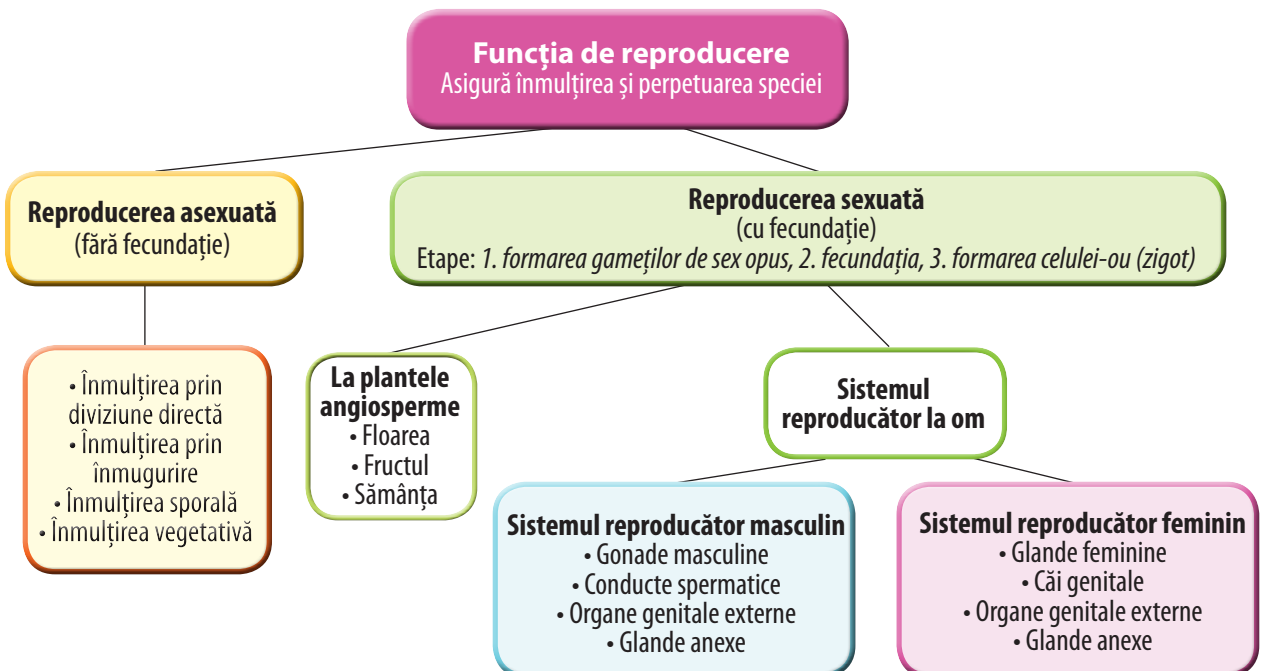 Funcția de reproducere
Asigură înmulțirea și perpetuarea speciei
Reproducerea asexuată
(fără fecundație)
Reproducerea sexuată
(cu fecundație)
Etape: 1. formarea gameților de sex opus, 2. fecundația, 3. formarea celulei-ou (zigot)
• Înmulțirea prin
diviziune directă
• Înmulțirea prin
înmugurire
• Înmulțirea sporală
• Înmulțirea vegetativă
La plantele
angiosperme
• Floarea
• Fructul
• Sămânța
Sistemul
reproducător la om
Sistemul reproducător masculin
• Gonade masculine
• Conducte spermatice
• Organe genitale externe
• Glande anexe
Sistemul reproducător feminin
• Glande feminine
• Căi genitale
• Organe genitale externe
• Glande anexe